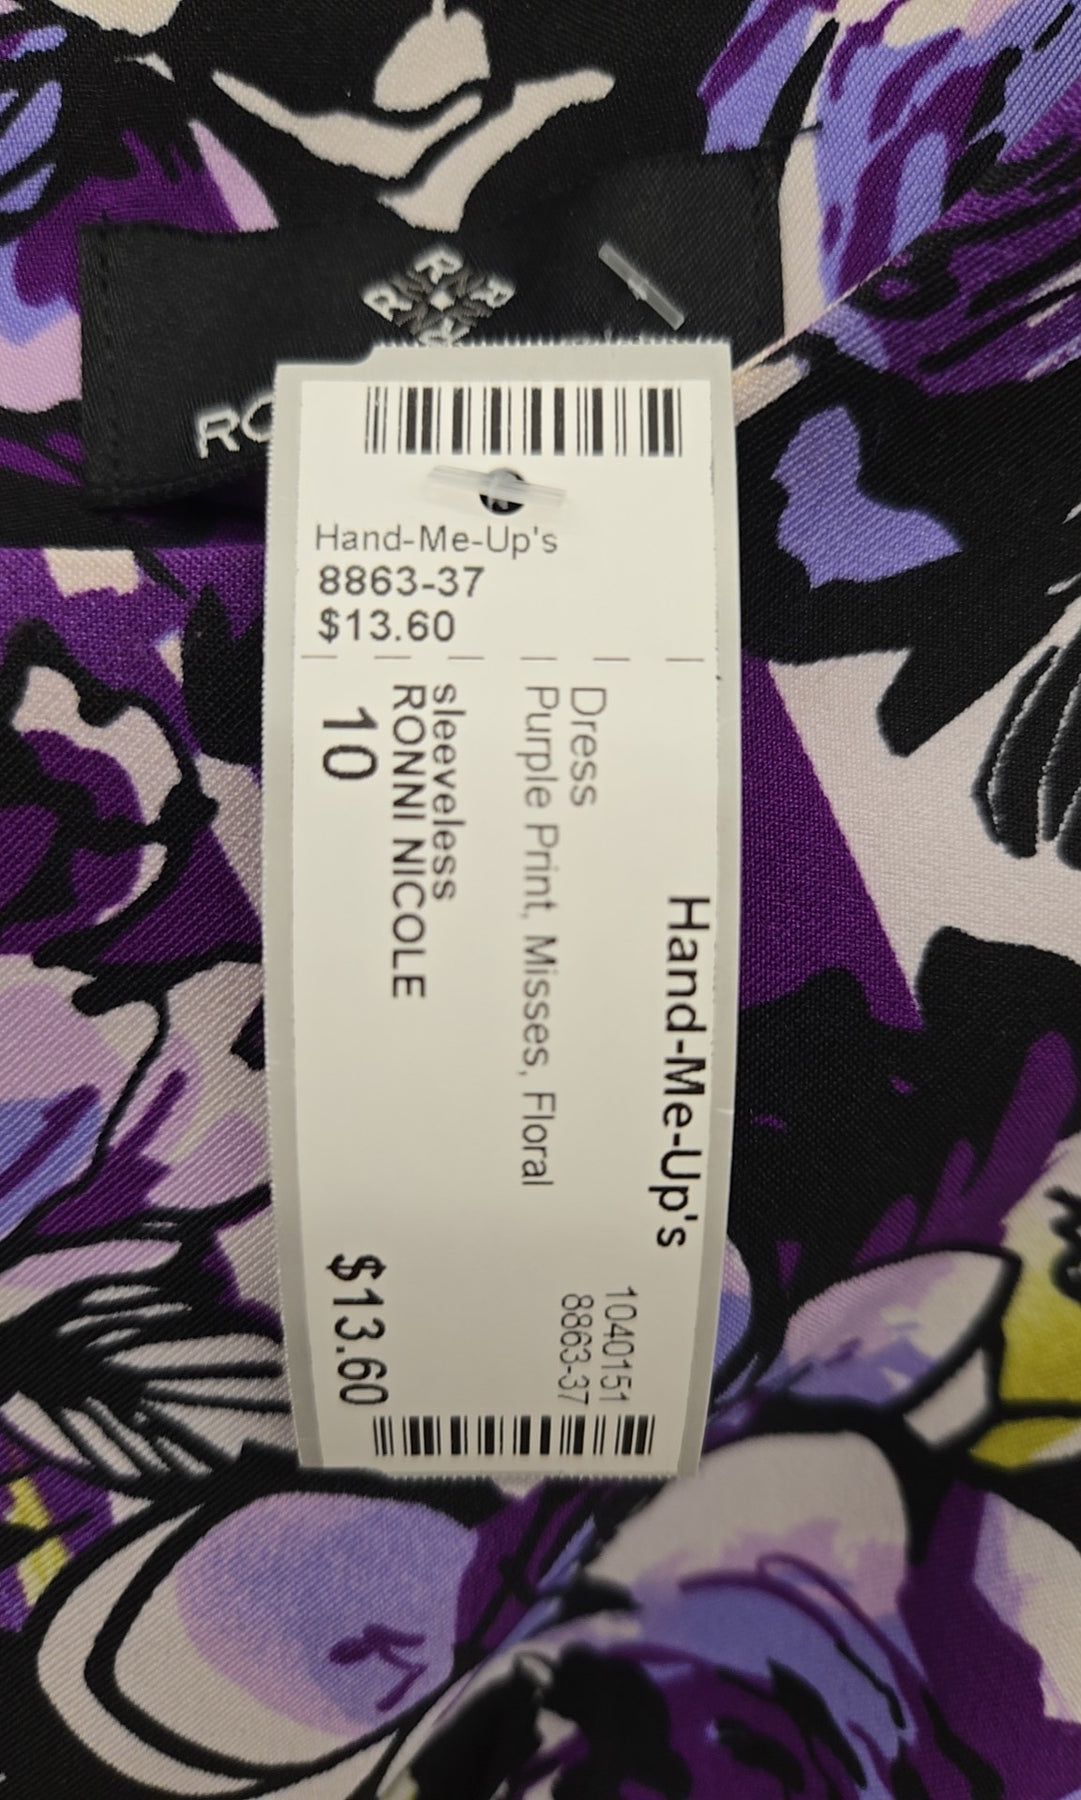 RO
Hand-Me-Up's
8863-37
$13.60
Hand-Me-Up's
1040151
8863-37
Dress
Purple Print, Misses, Floral
sleeveless
RONNI NICOLE
10
$13.60